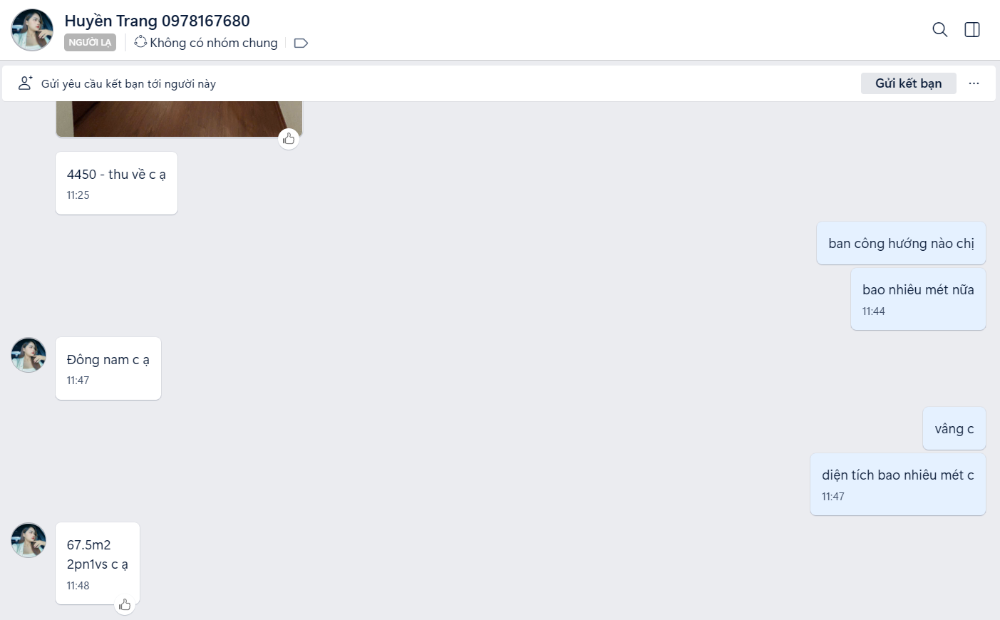 Huyền Trang 0978167680
NGƯỜI LẠ
Không có nhóm chung
Gửi yêu cầu kết bạn tới người này
Gửi kết bạn
4450 - thu về c ạ
11:25
ban công hướng nào chị
bao nhiêu mét nữa
11:44
Đông nam c ạ
11:47
vâng c
diện tích bao nhiêu mét c
11:47
67.5m2
2pn1vs c ạ
11:48